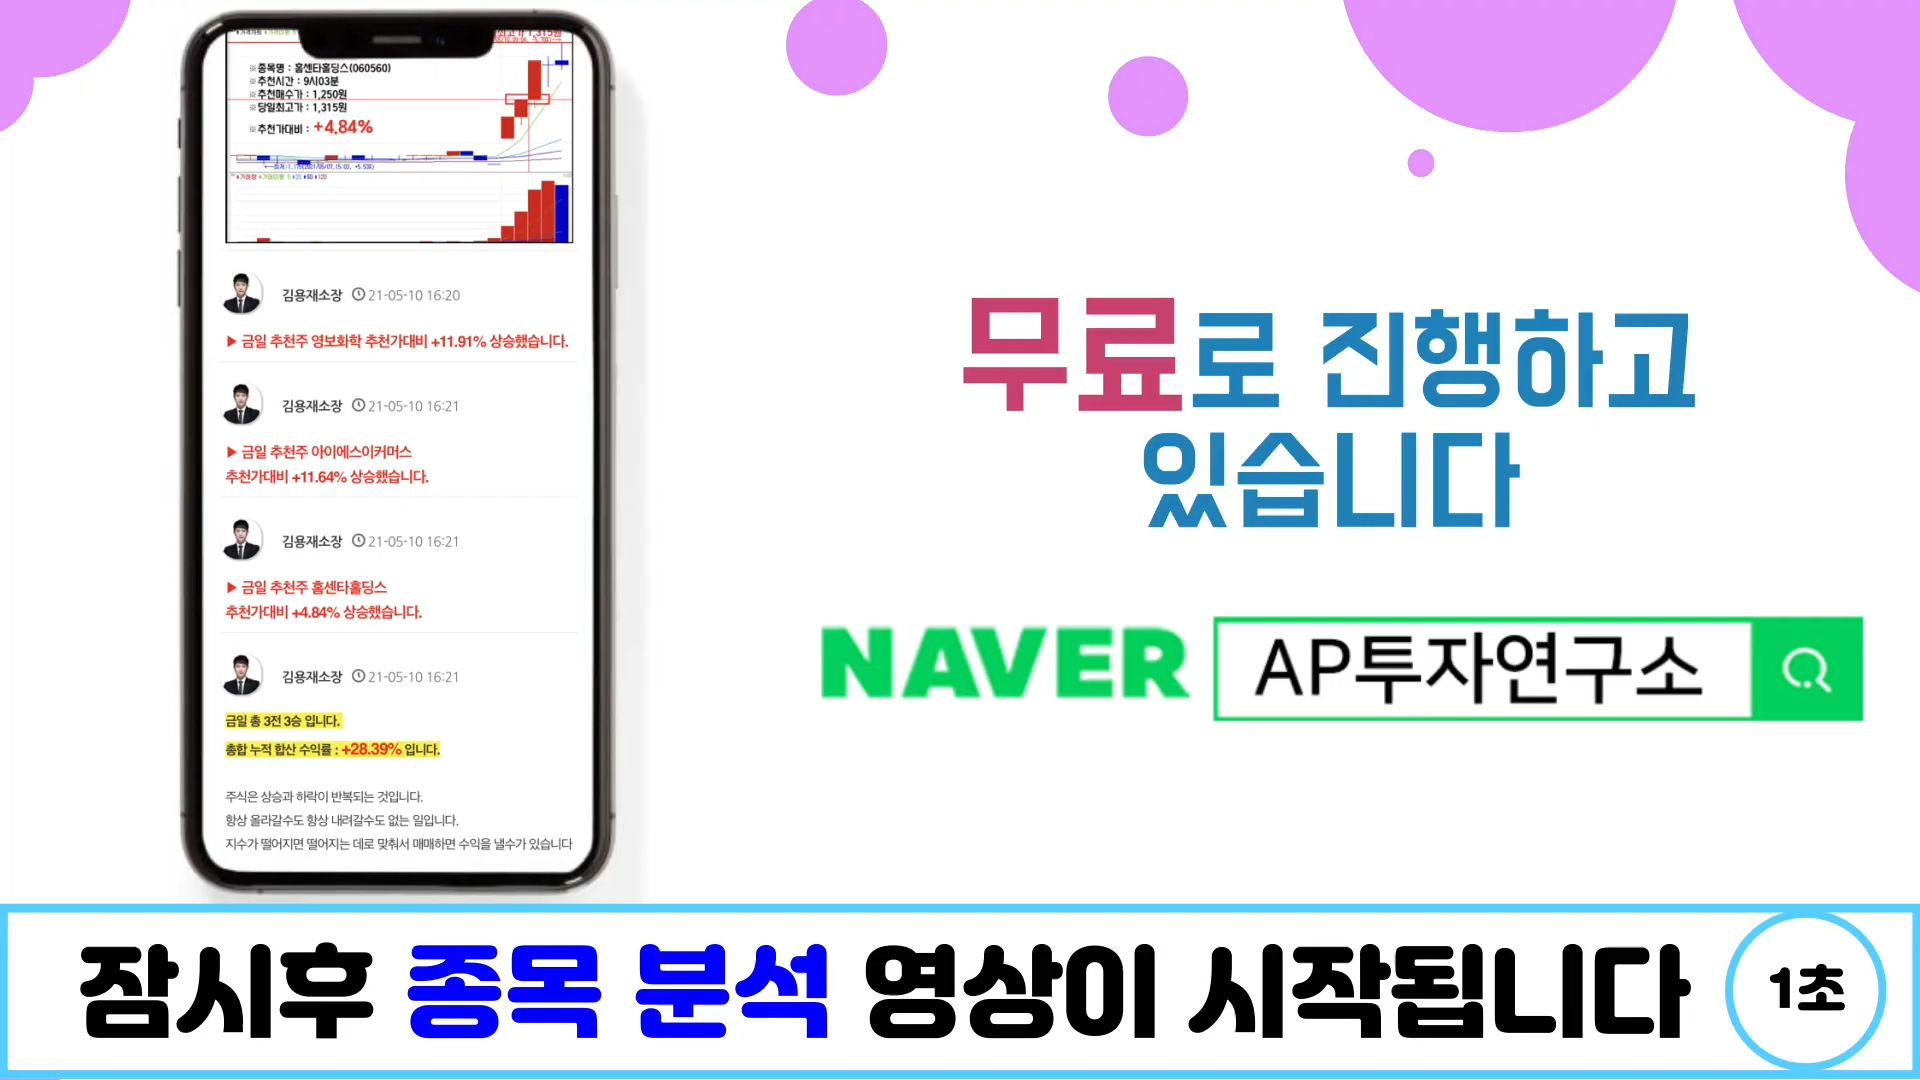 ※종목명 : 홈센타홀딩스(060560)
※추천시간 : 9시03분
※추천매수가 : 1,250원
※당일최고가 : 1,315원
※추천가대비 : +4.84%
김용재소장 21-05-10 16:20
▶ 금일 추천주 영보화학 추천가대비 +11.91% 상승했습니다.
김용재소장 21-05-10 16:21
▶ 금일 추천주 아이에스이커머스
추천가대비 +11.64% 상승했습니다.
김용재소장 21-05-10 16:21
▶ 금일 추천주 홈센타홀딩스
추천가대비 +4.84% 상승했습니다.
김용재소장 21-05-10 16:21
금일 총 3전 3승 입니다.
총합 누적 합산 수익률 : +28.39% 입니다.
주식은 상승과 하락이 반복되는 것입니다.
항상 올라갈수도 항상 내려갈수도 없는 일입니다.
지수가 떨어지면 떨어지는 데로 맞춰서 매매하면 수익을 낼수가 있습니다
무료로 진행하고
있습니다
NAVER AP투자연구소
잠시후 종목 분석 영상이 시작됩니다 1초